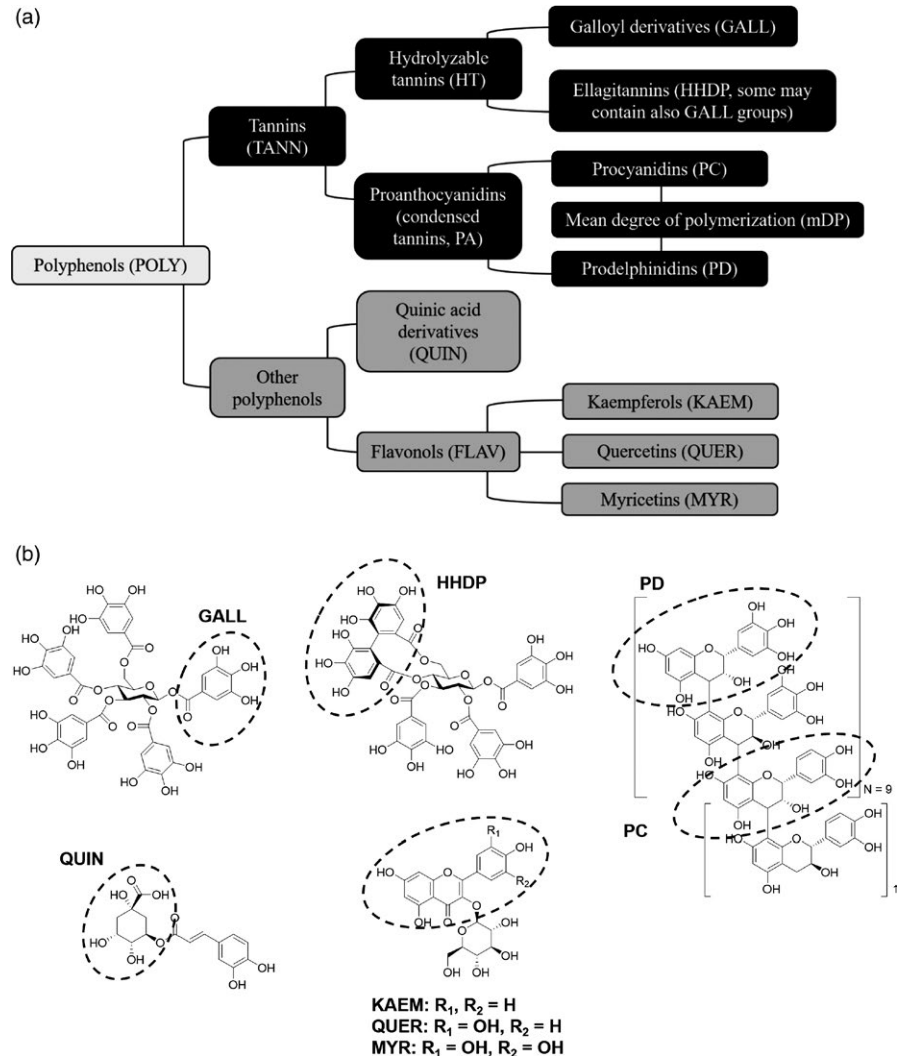 (a)
Galloyl derivatives (GALL)
Hydrolyzable
tannins (HT)
Ellagitannins (HHDP, some may
contain also GALL groups)
Tannins
(TANN)
Procyanidins (PC)
Proanthocyanidins
(condensed
tannins, PA)
Mean degree of polymerization (mDP)
Prodelphinidins (PD)
Polyphenols (POLY)
Quinic acid
derivatives
(QUIN)
Other
polyphenols
Kaempferols (KAEM)
Flavonols (FLAV)
Quercetins (QUER)
Myricetins (MYR)
(b)
GALL
HHDP
PD
PC
N = 9
1
QUIN
R1
R2
KAEM: R1, R2 = H
QUER: R1 = OH, R2 = H
MYR: R1 = OH, R2 = OH